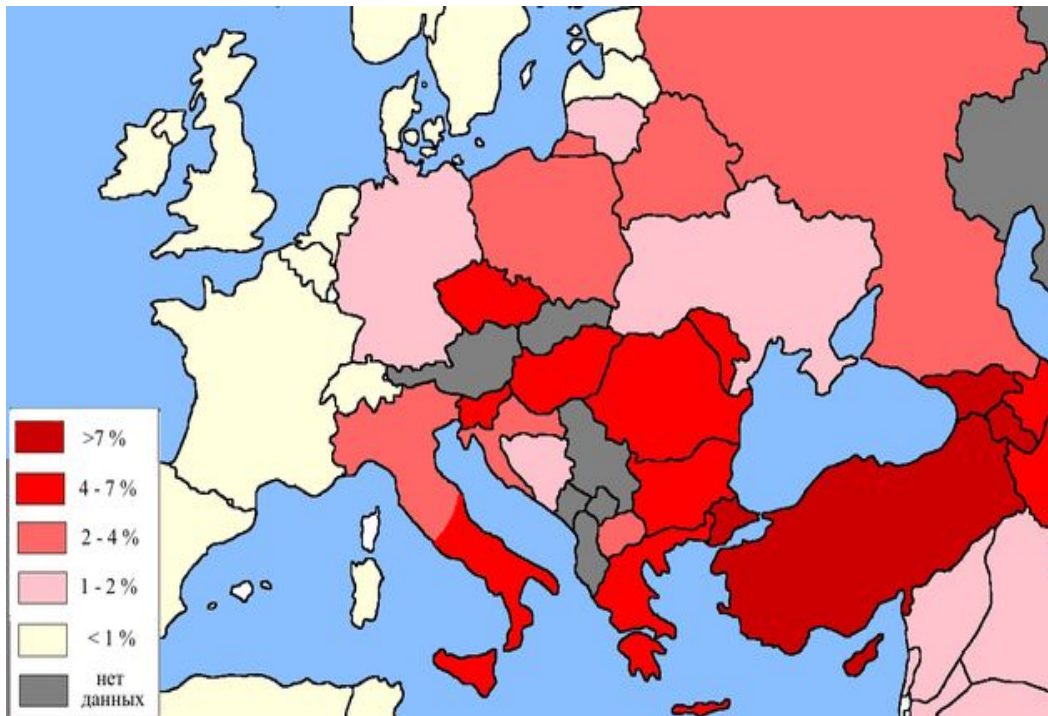 >7 %
4 - 7 %
2 - 4 %
1 - 2 %
< 1 %
нет
данных